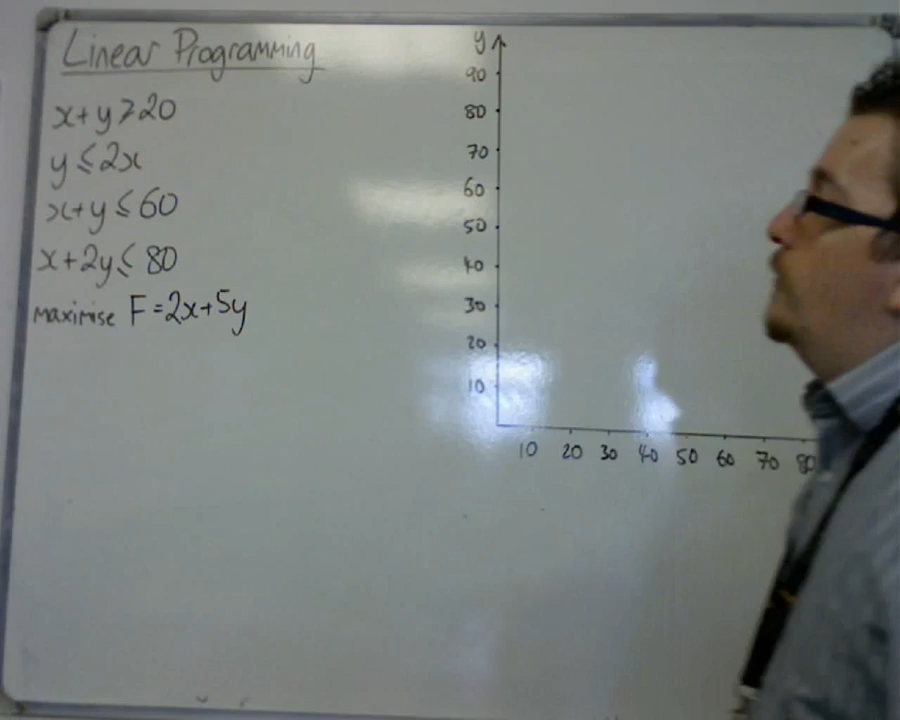 Linear Programming
x+y≥20
y≤2x
x+y≤60
x+2y≤80
maximise F=2x+5y
y
90
80
70
60
50
40
30
20
10
10 20 30 40 50 60 70 80